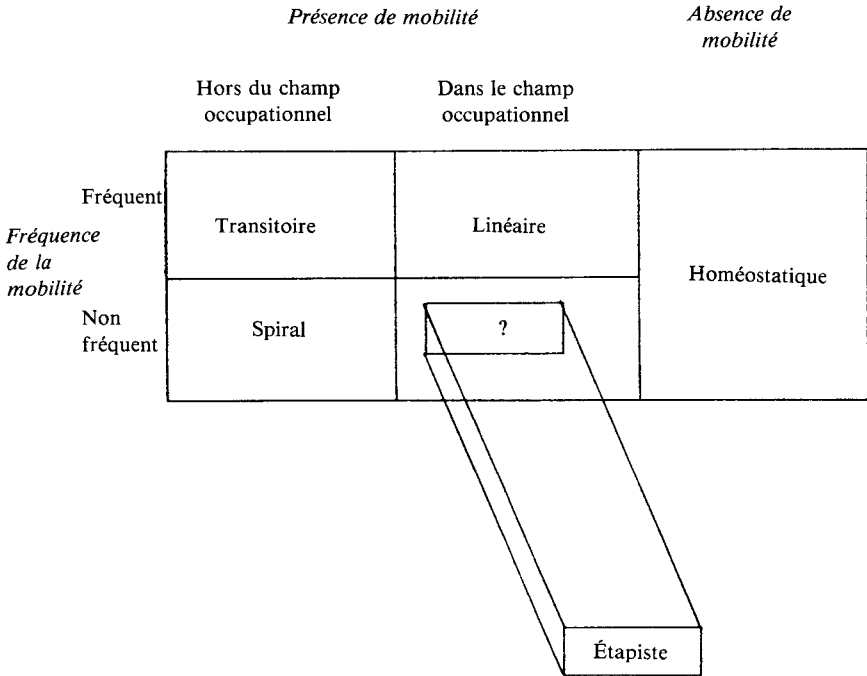 Présence de mobilité
Absence de
mobilité
Hors du champ
occupationnel
Dans le champ
occupationnel
Fréquence
de la
mobilité
Fréquent
Transitoire
Linéaire
Homéostatique
Non
fréquent
Spiral
?
Étapiste